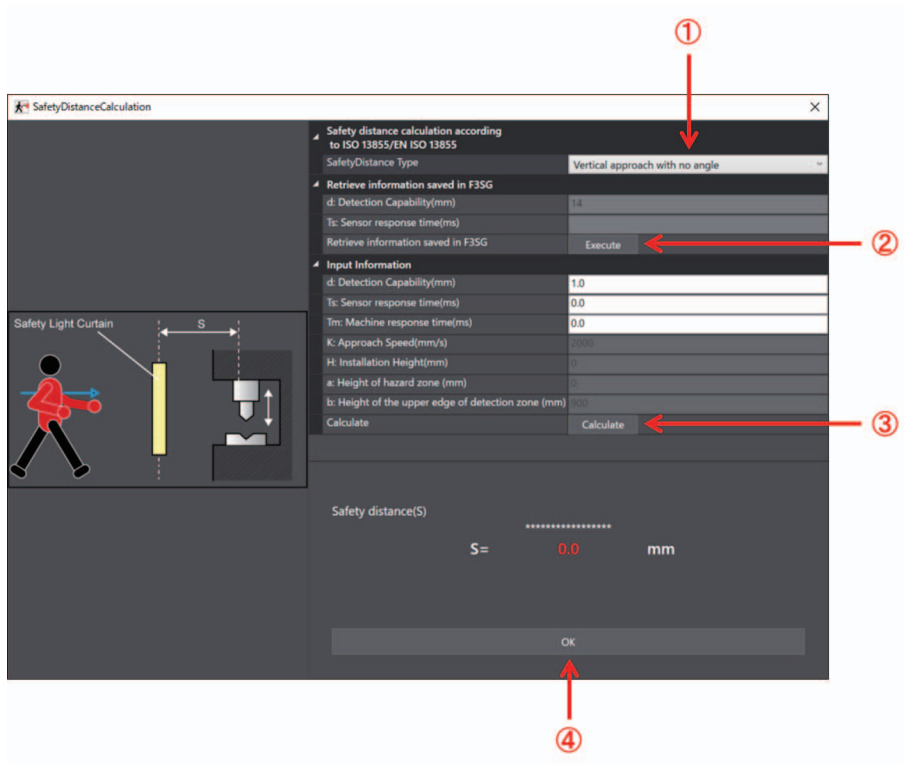 ①
SafetyDistanceCalculation
Safety distance calculation according
to ISO 13855/EN ISO 13855
SafetyDistance Type Vertical approach with no angle
Retrieve information saved in F3SG
d: Detection Capability(mm) 14
Ts: Sensor response time(ms)
Retrieve information saved in F3SG Execute ②
Input Information
d: Detection Capability(mm) 1.0
Ts: Sensor response time(ms) 0.0
Tm: Machine response time(ms) 0.0
K: Approach Speed(mm/s) 2000
H: Installation Height(mm) 0
a: Height of hazard zone (mm) 0
b: Height of the upper edge of detection zone (mm) 900
Calculate Calculate ③
Safety Light Curtain S
Safety distance(S)
*****************
S= 0.0 mm
OK
④